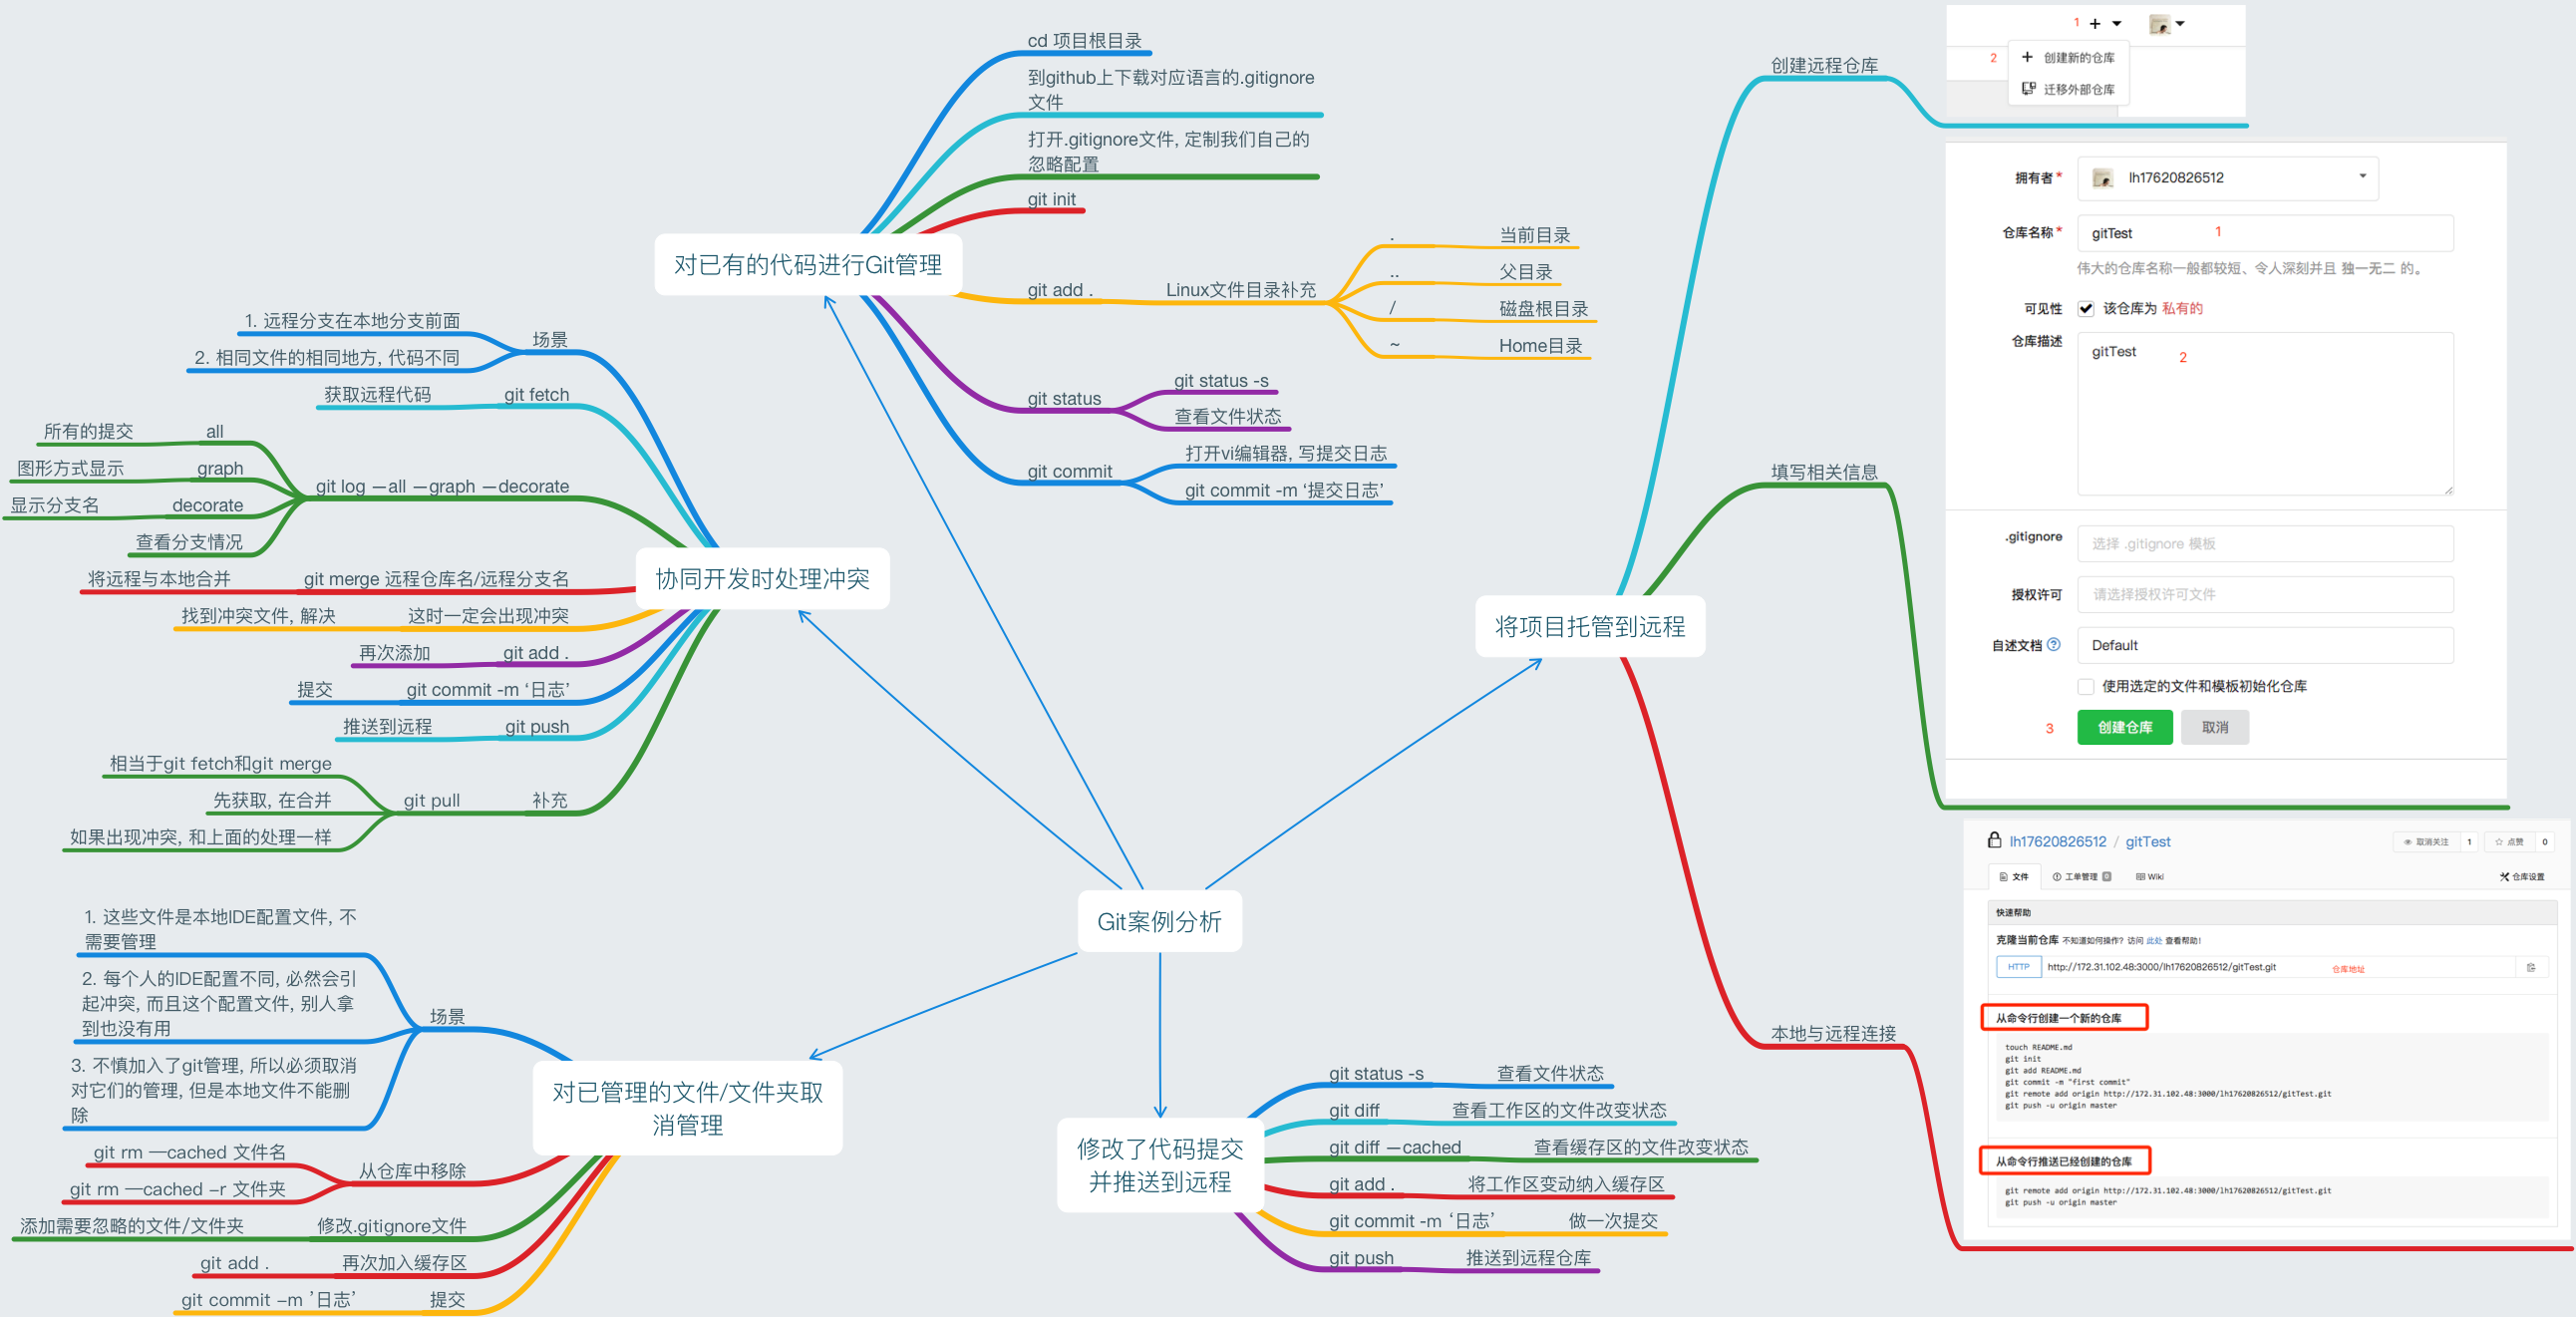 Git案例分析
对已有的代码进行Git管理
cd 项目根目录
到github上下载对应语言的.gitignore
文件
打开.gitignore文件, 定制我们自己的
忽略配置
git init
git add .
Linux文件目录补充
.
当前目录
..
父目录
/
磁盘根目录
~
Home目录
git status
git status -s
查看文件状态
git commit
打开vi编辑器, 写提交日志
git commit -m ‘提交日志’
协同开发时处理冲突
场景
1. 远程分支在本地分支前面
2. 相同文件的相同地方, 代码不同
git fetch
获取远程代码
git log —all —graph —decorate
all
所有的提交
graph
图形方式显示
decorate
显示分支名
查看分支情况
git merge 远程仓库名/远程分支名
将远程与本地合并
这时一定会出现冲突
找到冲突文件, 解决
git add .
再次添加
git commit -m ‘日志’
提交
git push
推送到远程
补充
git pull
相当于git fetch和git merge
先获取, 在合并
如果出现冲突, 和上面的处理一样
对已管理的文件/文件夹取
消管理
场景
1. 这些文件是本地IDE配置文件, 不
需要管理
2. 每个人的IDE配置不同, 必然会引
起冲突, 而且这个配置文件, 别人拿
到也没有用
3. 不慎加入了git管理, 所以必须取消
对它们的管理, 但是本地文件不能删
除
从仓库中移除
git rm —cached 文件名
git rm —cached –r 文件夹
修改.gitignore文件
添加需要忽略的文件/文件夹
再次加入缓存区
git add .
提交
git commit –m ’日志’
修改了代码提交
并推送到远程
git status -s
查看文件状态
git diff
查看工作区的文件改变状态
git diff —cached
查看缓存区的文件改变状态
git add .
将工作区变动纳入缓存区
git commit -m ‘日志’
做一次提交
git push
推送到远程仓库
将项目托管到远程
创建远程仓库
1 +
2 + 创建新的仓库
迁移外部仓库
填写相关信息
拥有者* lh17620826512
仓库名称* gitTest 1
伟大的仓库名称一般都较短、令人深刻并且 独一无二 的。
可见性 该仓库为 私有的
仓库描述 gitTest 2
.gitignore 选择 .gitignore 模板
授权许可 请选择授权许可文件
自述文档 ? Default
使用选定的文件和模板初始化仓库
3 创建仓库 取消
本地与远程连接
lh17620826512 / gitTest 取消关注 1 点赞 0
文件 工单管理 0 Wiki 仓库设置
快速帮助
克隆当前仓库 不知道如何操作？访问 此处 查看帮助！
HTTP http://172.31.102.48:3000/lh17620826512/gitTest.git 仓库地址
从命令行创建一个新的仓库
touch README.md
git init
git add README.md
git commit -m "first commit"
git remote add origin http://172.31.102.48:3000/lh17620826512/gitTest.git
git push -u origin master
从命令行推送已经创建的仓库
git remote add origin http://172.31.102.48:3000/lh17620826512/gitTest.git
git push -u origin master